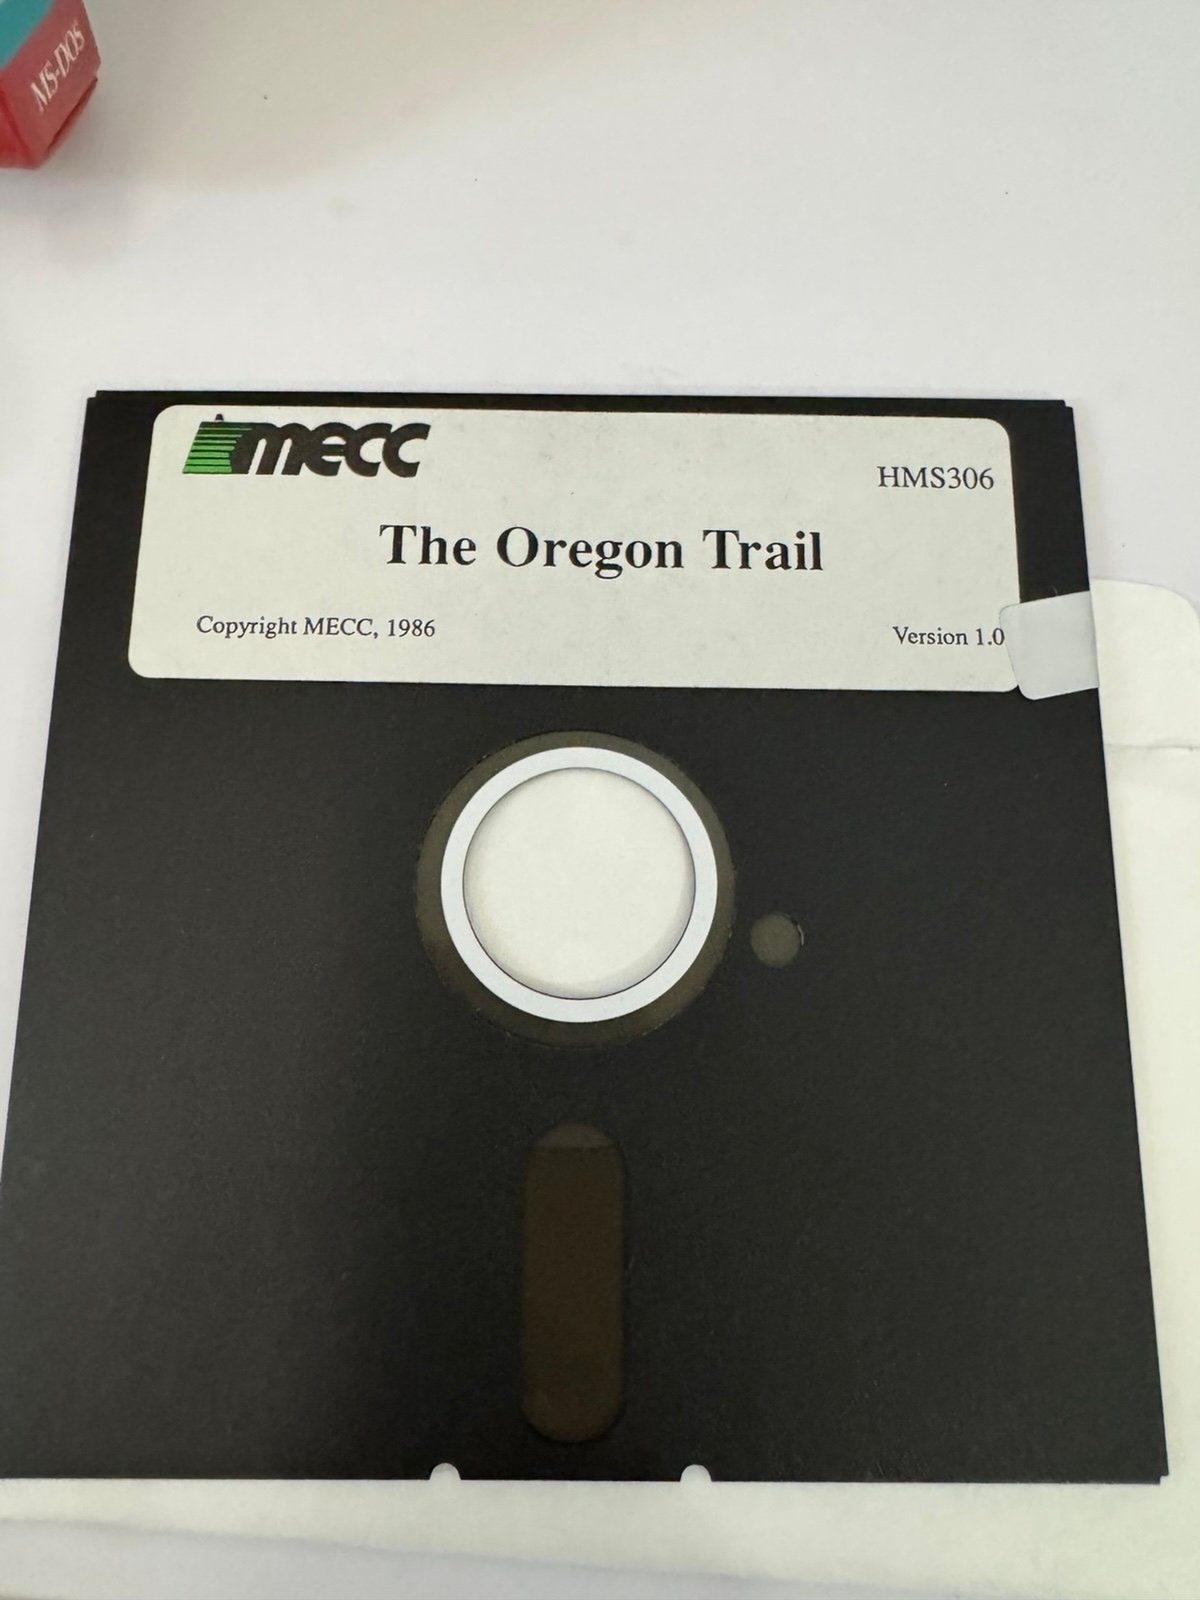 MS-DOS
mecc
HMS306
The Oregon Trail
Copyright MECC, 1986
Version 1.0